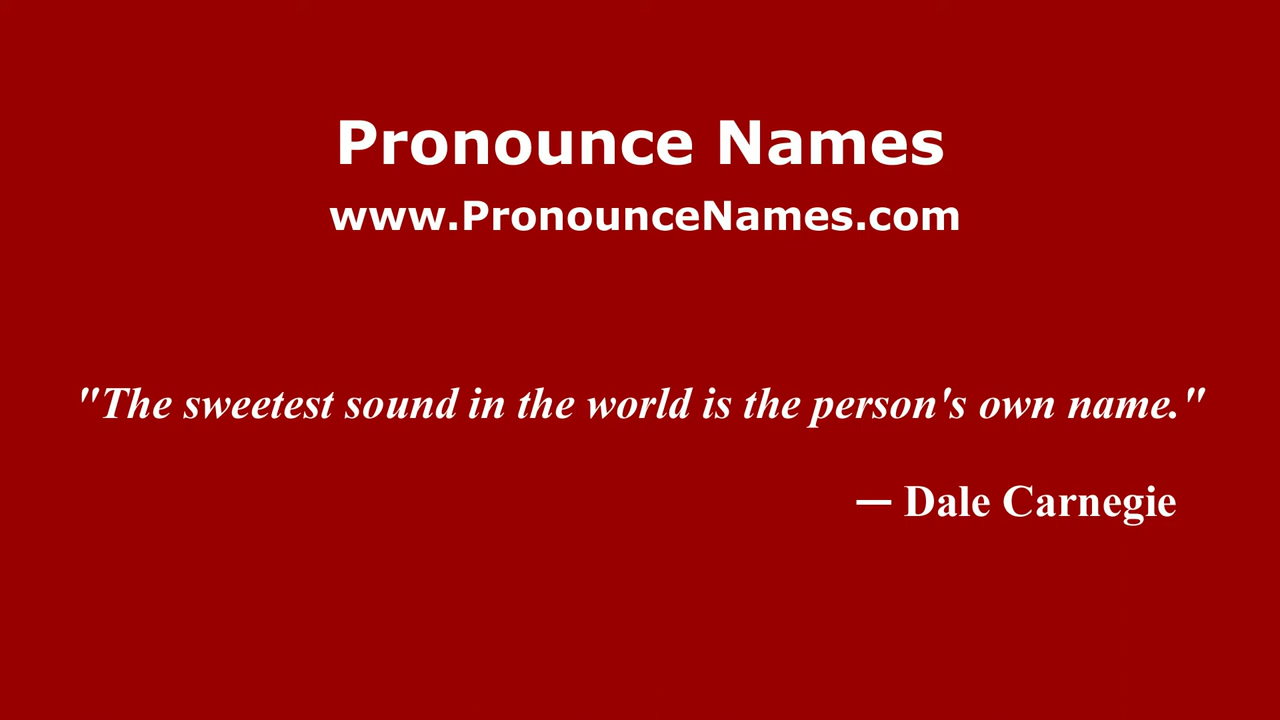 Pronounce Names
www.PronounceNames.com
"The sweetest sound in the world is the person's own name."
— Dale Carnegie